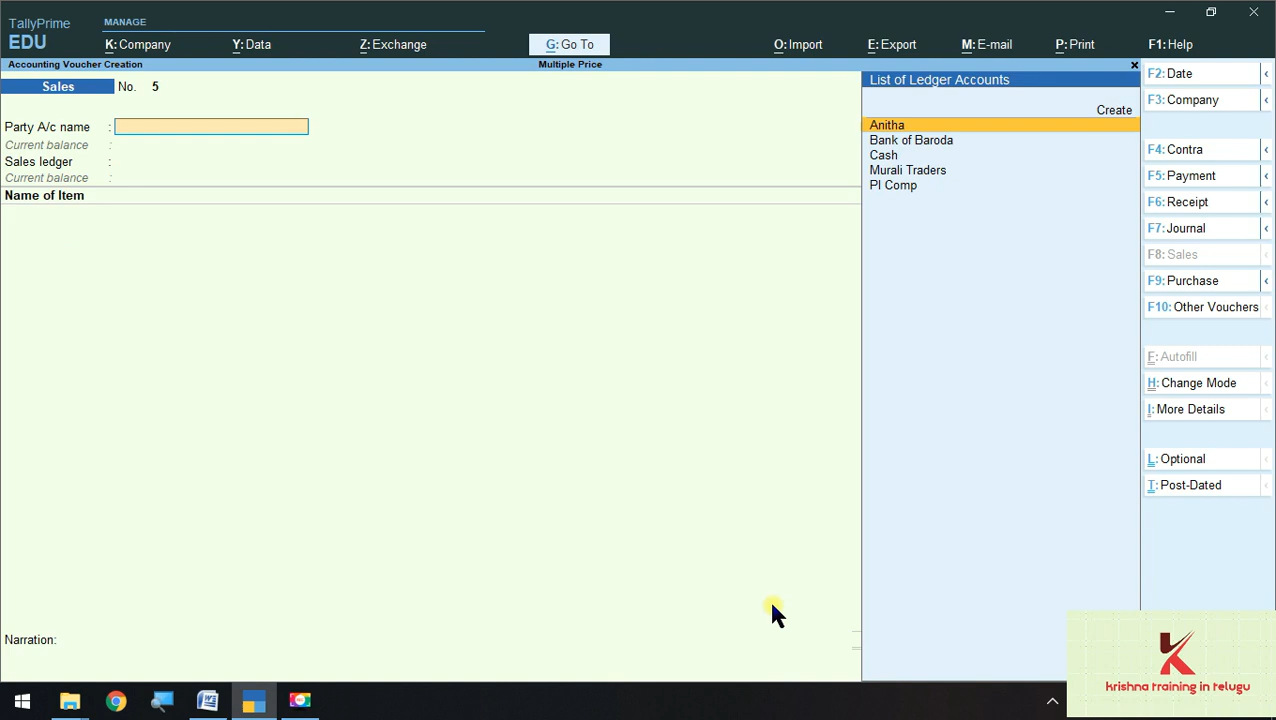 TallyPrime
EDU
MANAGE
K: Company
Y: Data
Z: Exchange
G: Go To
O: Import
E: Export
M: E-mail
P: Print
F1: Help
Accounting Voucher Creation
Multiple Price
Sales No. 5
Party A/c name :
Current balance :
Sales ledger :
Current balance :
Name of Item
Narration:
List of Ledger Accounts
Create
Anitha
Bank of Baroda
Cash
Murali Traders
PI Comp
F2: Date
F3: Company
F4: Contra
F5: Payment
F6: Receipt
F7: Journal
F8: Sales
F9: Purchase
F10: Other Vouchers
F: Autofill
H: Change Mode
I: More Details
L: Optional
T: Post-Dated
krishna training in telugu